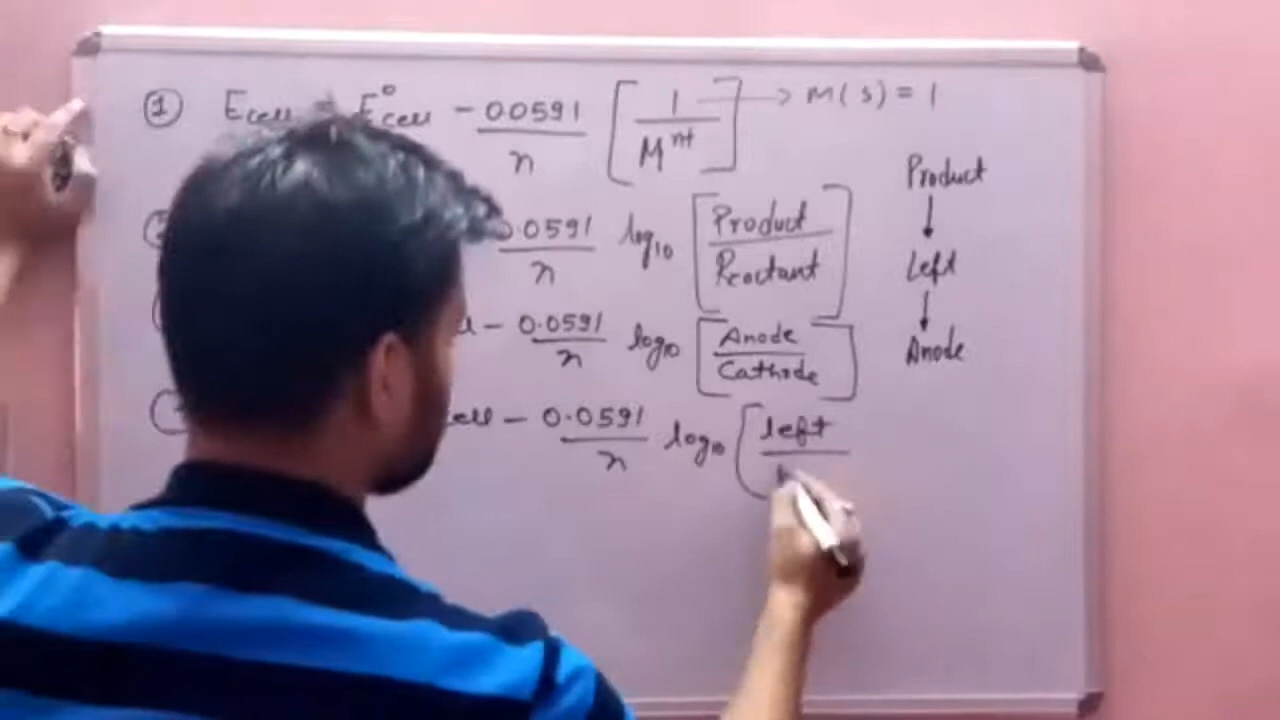 ① Ecell = E°cell - 0.0591/n [1/M^n+] → M(s) = 1
Product
↓
0.0591/n log10 [Product/Reactant]
Left
↓
- 0.0591/n log10 [Anode/Cathode]
Anode
cell - 0.0591/n log10 [left/